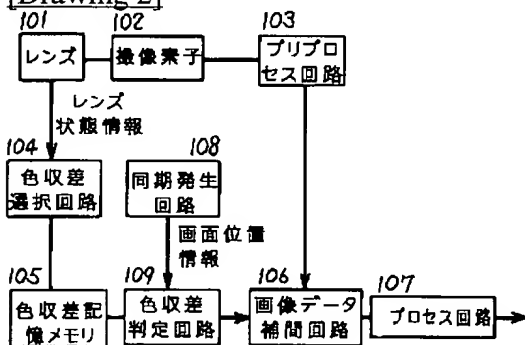 [Drawing 2]
101
レンズ
102
撮像素子
103
プリプロ
セス回路
レンズ
状態情報
104
色収差
選択回路
108
同期発生
回路
画面位置
情報
105
色収差記
憶メモリ
109
色収差
判定回路
106
画像データ
補間回路
107
プロセス回路